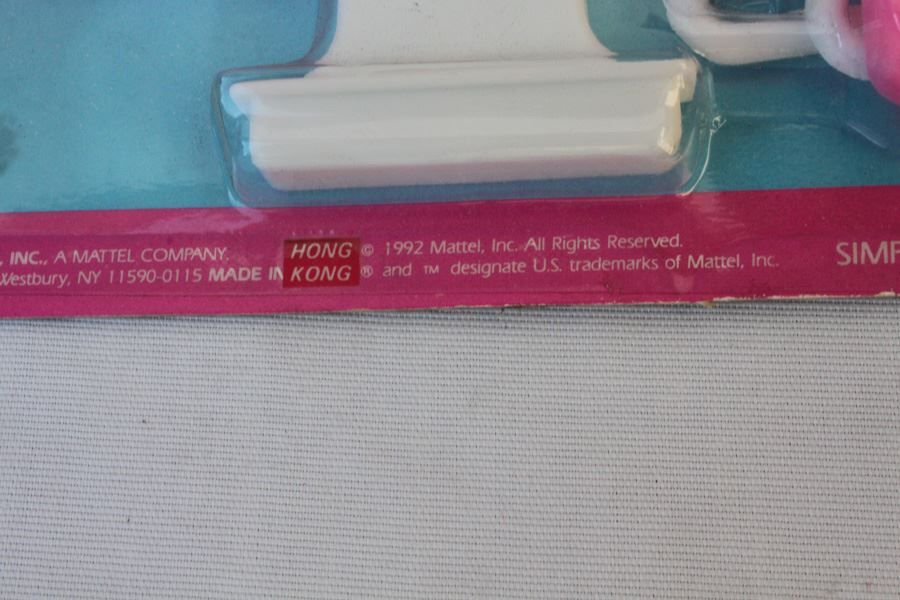 , INC., A MATTEL COMPANY.
Westbury, NY 11590-0115 MADE IN
HONG
KONG
© 1992 Mattel, Inc. All Rights Reserved.
® and ™ designate U.S. trademarks of Mattel, Inc.